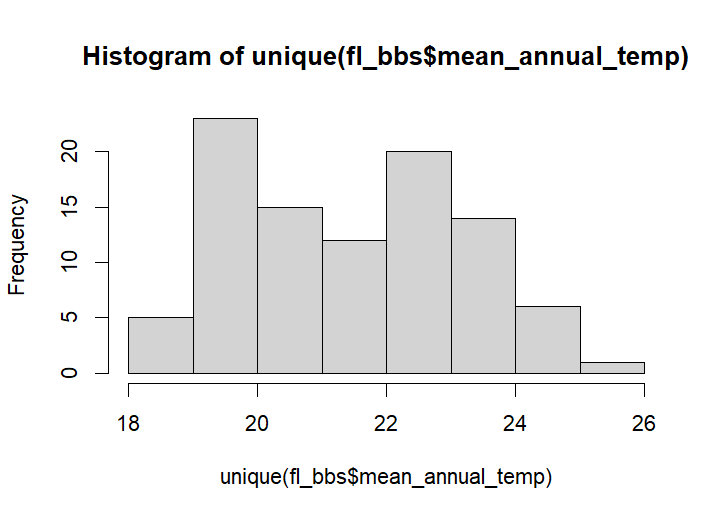 Histogram of unique(fl_bbs$mean_annual_temp)
Frequency
20
15
10
5
0
18 20 22 24 26
unique(fl_bbs$mean_annual_temp)